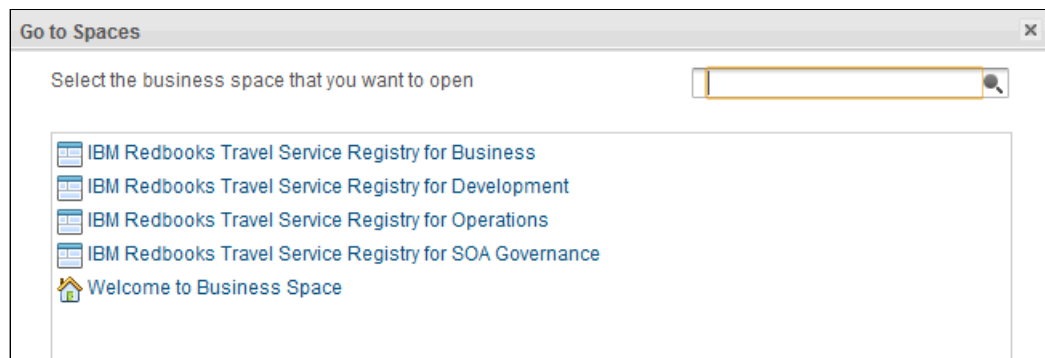 Go to Spaces
Select the business space that you want to open
IBM Redbooks Travel Service Registry for Business
IBM Redbooks Travel Service Registry for Development
IBM Redbooks Travel Service Registry for Operations
IBM Redbooks Travel Service Registry for SOA Governance
Welcome to Business Space